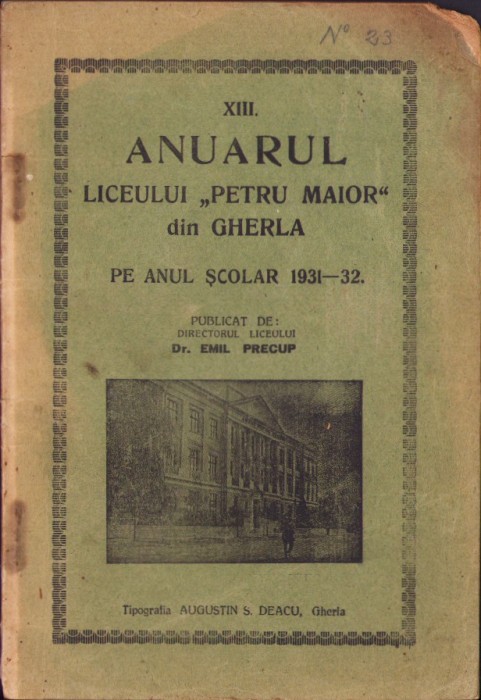 Nº 23
XIII.
ANUARUL
LICEULUI „PETRU MAIOR“
din GHERLA
PE ANUL ȘCOLAR 1931—32.
PUBLICAT DE:
DIRECTORUL LICEULUI
Dr. EMIL PRECUP
Tipografia AUGUSTIN S. DEACU, Gherla